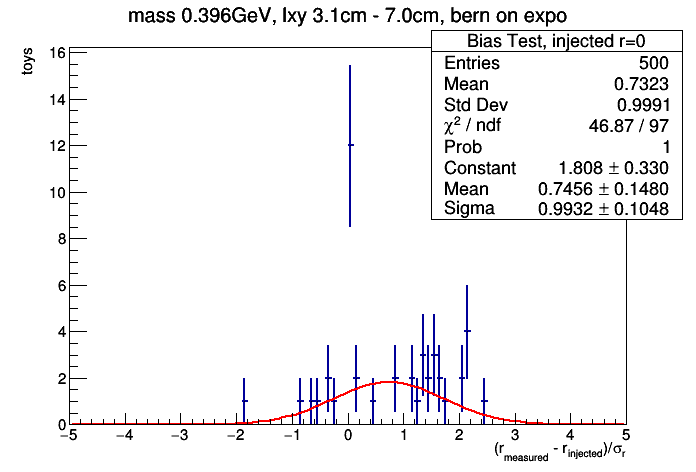 mass 0.396GeV, lxy 3.1cm - 7.0cm, bern on expo
toys
Bias Test, injected r=0
Entries 500
Mean 0.7323
Std Dev 0.9991
χ² / ndf 46.87 / 97
Prob 1
Constant 1.808 ± 0.330
Mean 0.7456 ± 0.1480
Sigma 0.9932 ± 0.1048
16
14
12
10
8
6
4
2
0
−5 −4 −3 −2 −1 0 1 2 3 4 5
(r_measured - r_injected)/σ_r